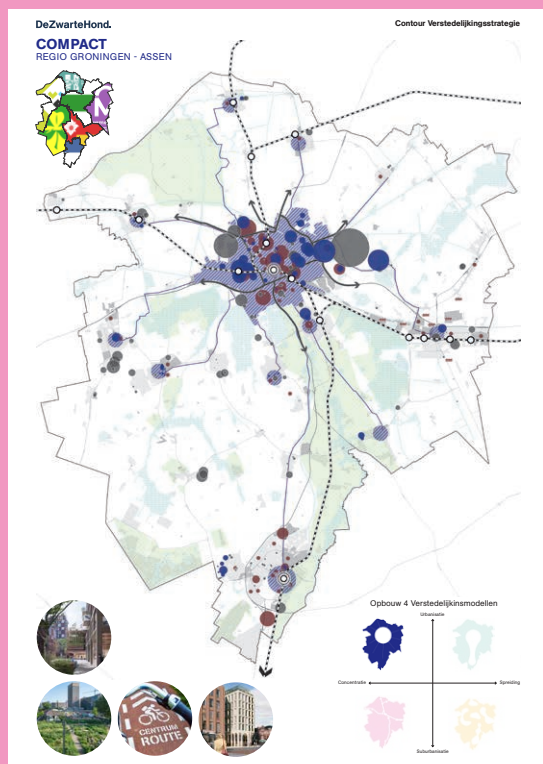 DeZwarteHond.
Contour Verstedelijkingsstrategie
COMPACT
REGIO GRONINGEN - ASSEN
N
Opbouw 4 Verstedelijkinsmodellen
Urbanisatie
Concentratie
Spreiding
Suburbanisatie
CENTRUM
ROUTE